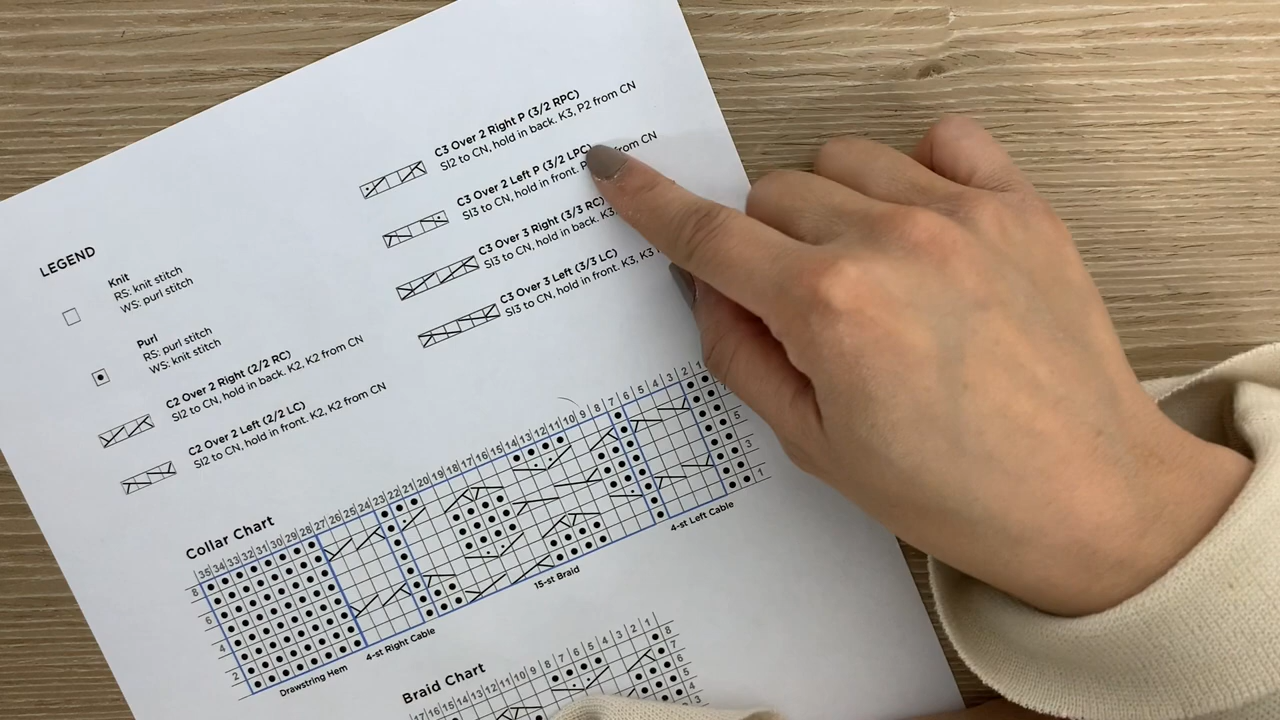 LEGEND
Knit
RS: knit stitch
WS: purl stitch
Purl
RS: purl stitch
WS: knit stitch
C2 Over 2 Right (2/2 RC)
Sl2 to CN, hold in back. K2, K2 from CN
C2 Over 2 Left (2/2 LC)
Sl2 to CN, hold in front. K2, K2 from CN
C3 Over 2 Right P (3/2 RPC)
Sl2 to CN, hold in back. K3, P2 from CN
C3 Over 2 Left P (3/2 LPC)
Sl3 to CN, hold in front. from CN
C3 Over 3 Right (3/3 RC)
Sl3 to CN, hold in back. K3
C3 Over 3 Left (3/3 LC)
Sl3 to CN, hold in front. K3, K3
Collar Chart
35 34 33 32 31 30 29 28 27 26 25 24 23 22 21 20 19 18 17 16 15 14 13 12 11 10 9 8 7 6 5 4 3 2 1
8 6 4 2
7 5 3 1
Drawstring Hem
4-st Right Cable
15-st Braid
4-st Left Cable
Braid Chart
17 16 15 14 13 12 11 10 9 8 7 6 5 4 3 2 1
8
7
6
5
4
3